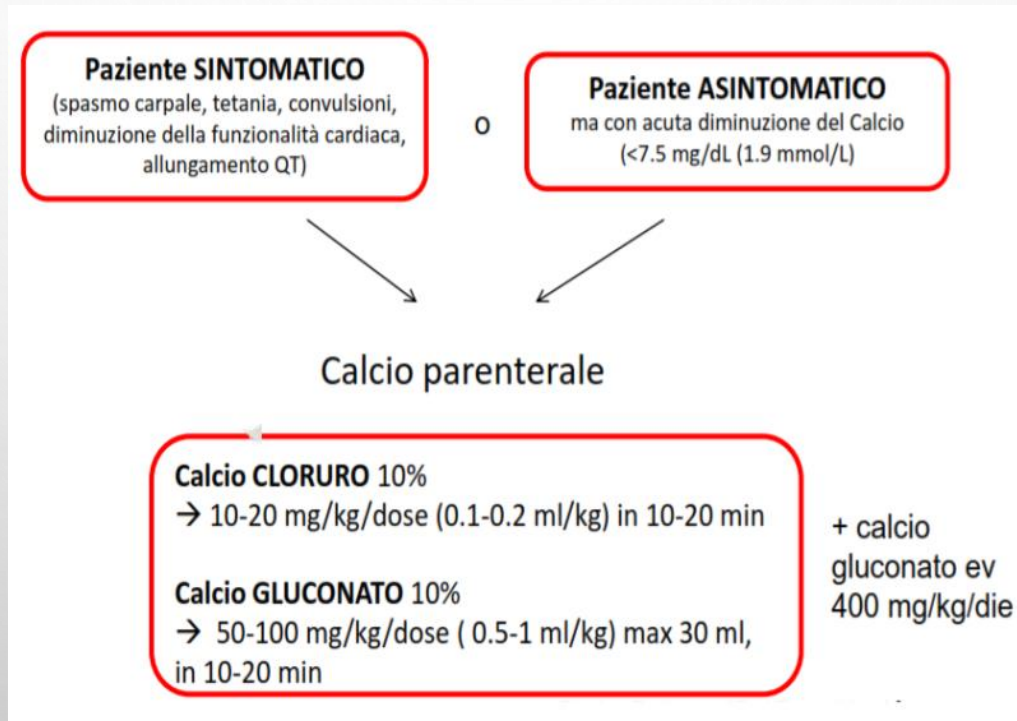 Paziente SINTOMATICO
(spasmo carpale, tetania, convulsioni,
diminuzione della funzionalità cardiaca,
allungamento QT)
o
Paziente ASINTOMATICO
ma con acuta diminuzione del Calcio
(<7.5 mg/dL (1.9 mmol/L)
Calcio parenterale
Calcio CLORURO 10%
→ 10-20 mg/kg/dose (0.1-0.2 ml/kg) in 10-20 min
Calcio GLUCONATO 10%
→ 50-100 mg/kg/dose ( 0.5-1 ml/kg) max 30 ml,
in 10-20 min
+ calcio
gluconato ev
400 mg/kg/die